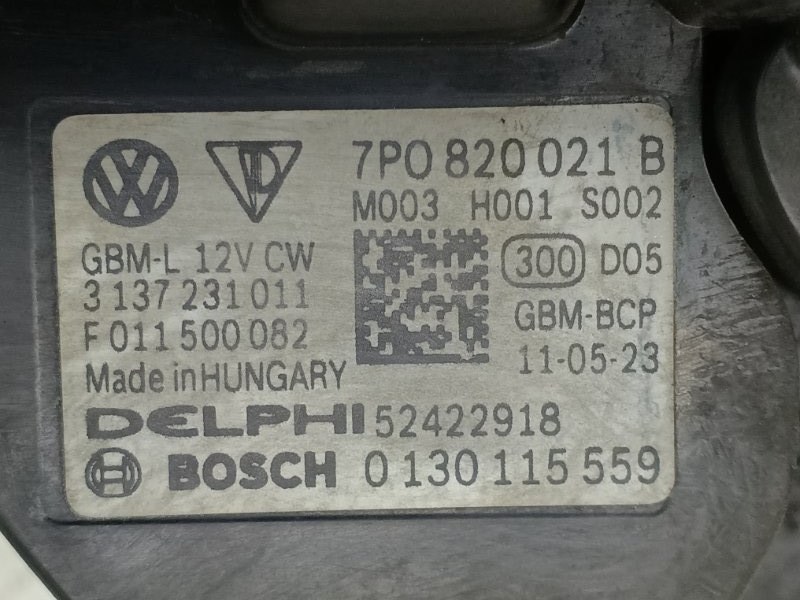 7P0 820 021 B
M003 H001 S002
GBM-L 12V CW
300 D05
3 137 231 011
GBM-BCP
F 011 500 082
11-05-23
Made in HUNGARY
DELPHI 52422918
BOSCH 0 130 115 559